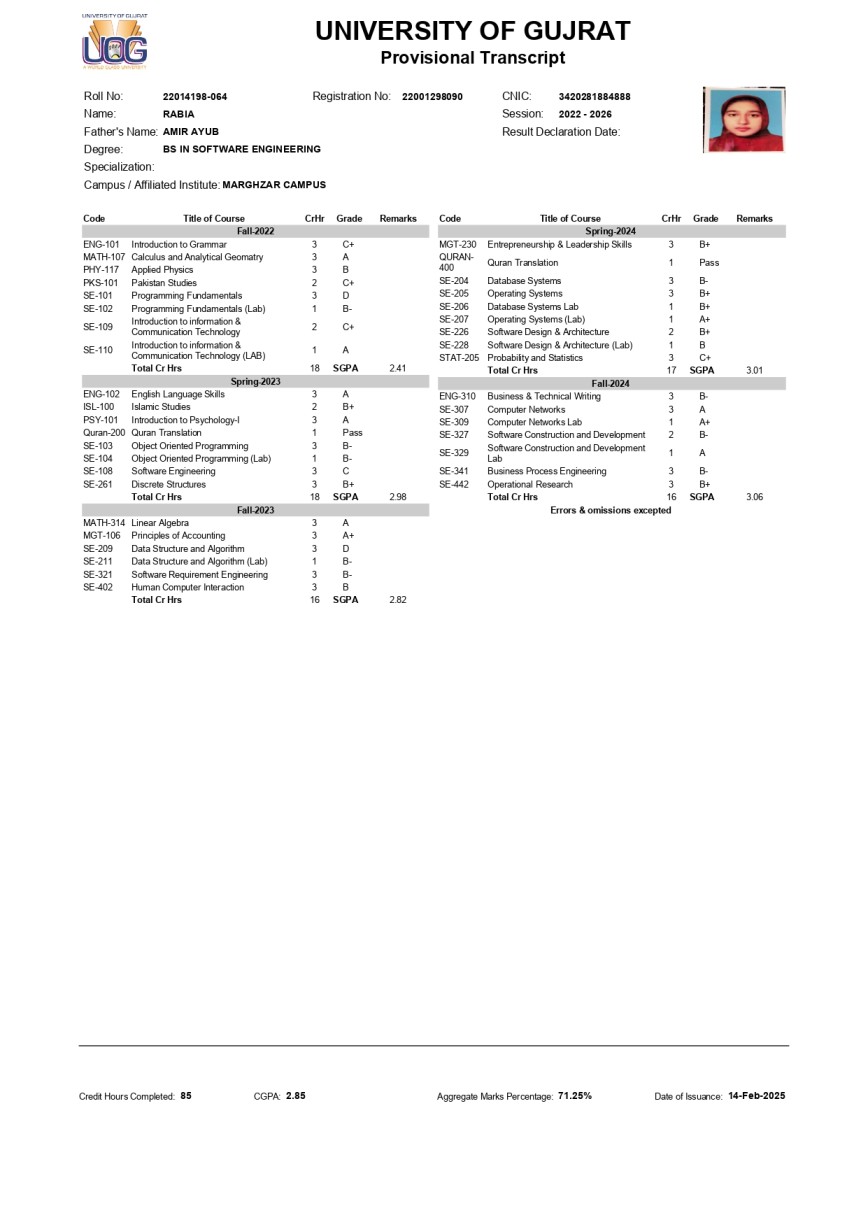 UNIVERSITY OF GUJRAT
UOG
A WORLD CLASS UNIVERSITY
UNIVERSITY OF GUJRAT
Provisional Transcript
Roll No: 22014198-064 Registration No: 22001298090 CNIC: 3420281884888
Name: RABIA Session: 2022 - 2026
Father's Name: AMIR AYUB Result Declaration Date:
Degree: BS IN SOFTWARE ENGINEERING
Specialization:
Campus / Affiliated Institute: MARGHZAR CAMPUS
Code Title of Course CrHr Grade Remarks
Fall-2022
ENG-101 Introduction to Grammar 3 C+
MATH-107 Calculus and Analytical Geomatry 3 A
PHY-117 Applied Physics 3 B
PKS-101 Pakistan Studies 2 C+
SE-101 Programming Fundamentals 3 D
SE-102 Programming Fundamentals (Lab) 1 B-
SE-109 Introduction to information &
Communication Technology 2 C+
SE-110 Introduction to information &
Communication Technology (LAB) 1 A
Total Cr Hrs 18 SGPA 2.41
Spring-2023
ENG-102 English Language Skills 3 A
ISL-100 Islamic Studies 2 B+
PSY-101 Introduction to Psychology-I 3 A
Quran-200 Quran Translation 1 Pass
SE-103 Object Oriented Programming 3 B-
SE-104 Object Oriented Programming (Lab) 1 B-
SE-108 Software Engineering 3 C
SE-261 Discrete Structures 3 B+
Total Cr Hrs 18 SGPA 2.98
Fall-2023
MATH-314 Linear Algebra 3 A
MGT-106 Principles of Accounting 3 A+
SE-209 Data Structure and Algorithm 3 D
SE-211 Data Structure and Algorithm (Lab) 1 B-
SE-321 Software Requirement Engineering 3 B-
SE-402 Human Computer Interaction 3 B
Total Cr Hrs 16 SGPA 2.82
Code Title of Course CrHr Grade Remarks
Spring-2024
MGT-230 Entrepreneurship & Leadership Skills 3 B+
QURAN-
400 Quran Translation 1 Pass
SE-204 Database Systems 3 B-
SE-205 Operating Systems 3 B+
SE-206 Database Systems Lab 1 B+
SE-207 Operating Systems (Lab) 1 A+
SE-226 Software Design & Architecture 2 B+
SE-228 Software Design & Architecture (Lab) 1 B
STAT-205 Probability and Statistics 3 C+
Total Cr Hrs 17 SGPA 3.01
Fall-2024
ENG-310 Business & Technical Writing 3 B-
SE-307 Computer Networks 3 A
SE-309 Computer Networks Lab 1 A+
SE-327 Software Construction and Development 2 B-
SE-329 Software Construction and Development
Lab 1 A
SE-341 Business Process Engineering 3 B-
SE-442 Operational Research 3 B+
Total Cr Hrs 16 SGPA 3.06
Errors & omissions excepted
Credit Hours Completed: 85 CGPA: 2.85 Aggregate Marks Percentage: 71.25% Date of Issuance: 14-Feb-2025